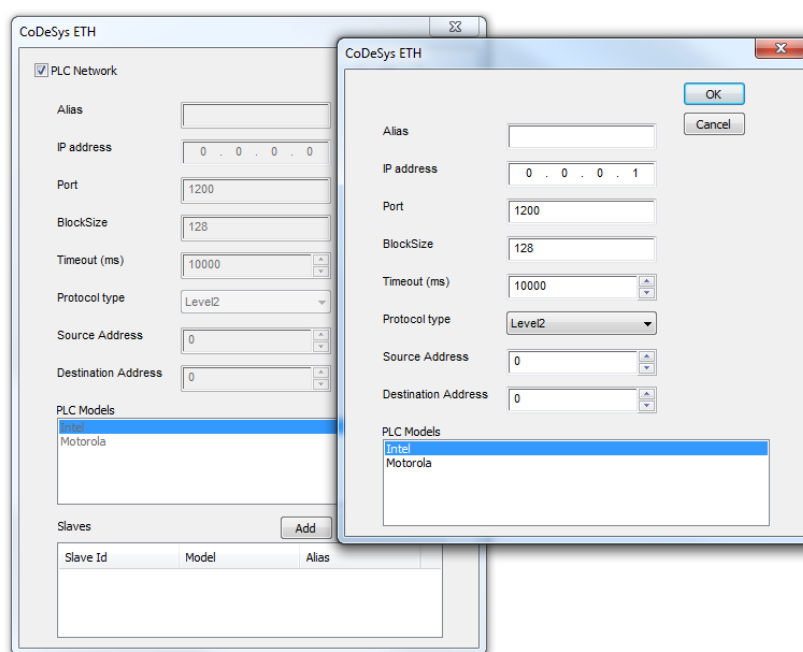 CoDeSys ETH
PLC Network
Alias
IP address 0 . 0 . 0 . 0
Port 1200
BlockSize 128
Timeout (ms) 10000
Protocol type Level2
Source Address 0
Destination Address 0
PLC Models
Intel
Motorola
Slaves Add
Slave Id Model Alias
CoDeSys ETH
OK
Cancel
Alias
IP address 0 . 0 . 0 . 1
Port 1200
BlockSize 128
Timeout (ms) 10000
Protocol type Level2
Source Address 0
Destination Address 0
PLC Models
Intel
Motorola